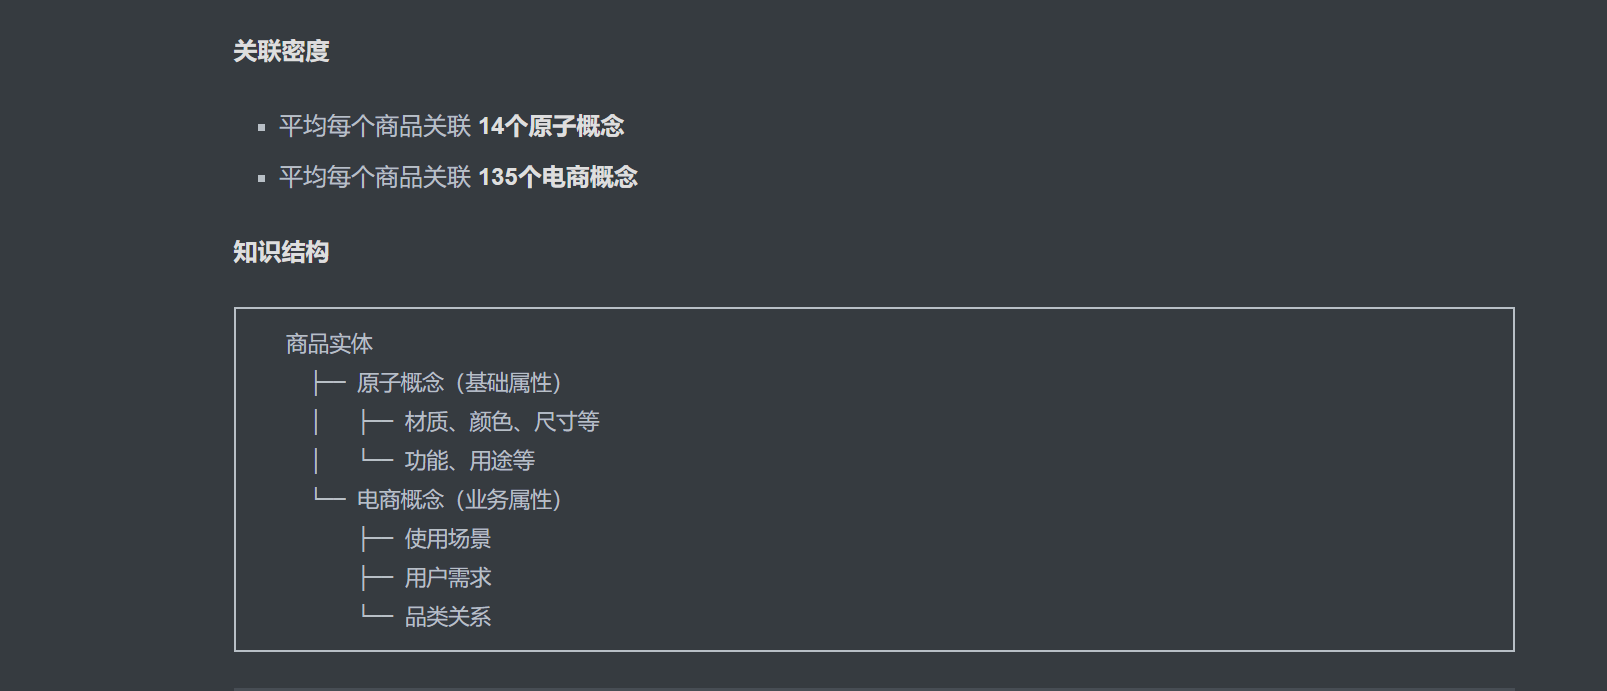 关联密度
▪ 平均每个商品关联 14个原子概念
▪ 平均每个商品关联 135个电商概念
知识结构
商品实体
├── 原子概念（基础属性）
│   ├── 材质、颜色、尺寸等
│   └── 功能、用途等
└── 电商概念（业务属性）
    ├── 使用场景
    ├── 用户需求
    └── 品类关系